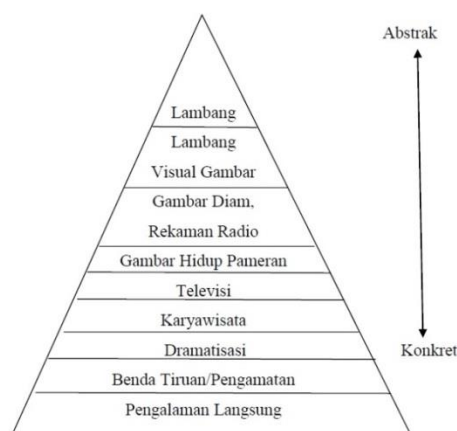 Abstrak
Lambang
Lambang
Visual Gambar
Gambar Diam,
Rekaman Radio
Gambar Hidup Pameran
Televisi
Karyawisata
Dramatisasi
Konkret
Benda Tiruan/Pengamatan
Pengalaman Langsung